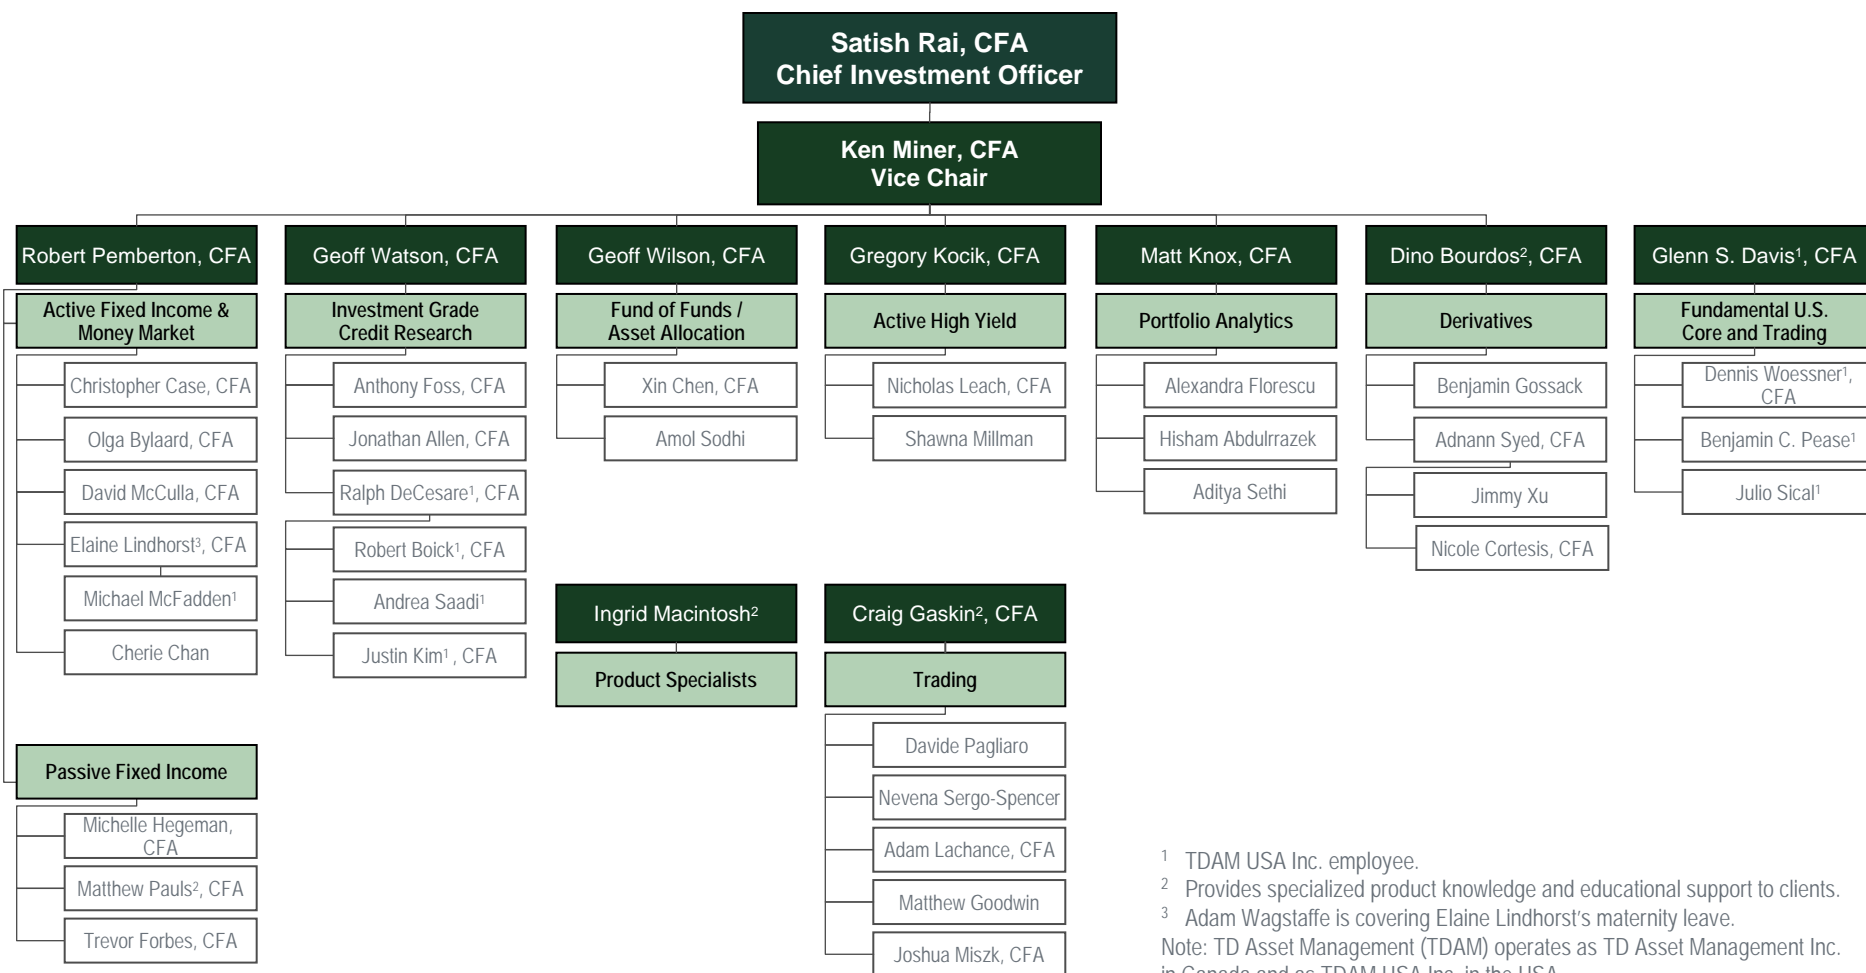 Satish Rai, CFA
Chief Investment Officer
Ken Miner, CFA
Vice Chair
Robert Pemberton, CFA
Active Fixed Income &
Money Market
Christopher Case, CFA
Olga Bylaard, CFA
David McCulla, CFA
Elaine Lindhorst³, CFA
Michael McFadden¹
Cherie Chan
Passive Fixed Income
Michelle Hegeman,
CFA
Matthew Pauls², CFA
Trevor Forbes, CFA
Geoff Watson, CFA
Investment Grade
Credit Research
Anthony Foss, CFA
Jonathan Allen, CFA
Ralph DeCesare¹, CFA
Robert Boick¹, CFA
Andrea Saadi¹
Justin Kim¹ , CFA
Geoff Wilson, CFA
Fund of Funds /
Asset Allocation
Xin Chen, CFA
Amol Sodhi
Ingrid Macintosh²
Product Specialists
Gregory Kocik, CFA
Active High Yield
Nicholas Leach, CFA
Shawna Millman
Craig Gaskin², CFA
Trading
Davide Pagliaro
Nevena Sergo-Spencer
Adam Lachance, CFA
Matthew Goodwin
Joshua Miszk, CFA
Matt Knox, CFA
Portfolio Analytics
Alexandra Florescu
Hisham Abdulrrazek
Aditya Sethi
Dino Bourdos², CFA
Derivatives
Benjamin Gossack
Adnann Syed, CFA
Jimmy Xu
Nicole Cortesis, CFA
Glenn S. Davis¹, CFA
Fundamental U.S.
Core and Trading
Dennis Woessner¹,
CFA
Benjamin C. Pease¹
Julio Sical¹
¹ TDAM USA Inc. employee.
² Provides specialized product knowledge and educational support to clients.
³ Adam Wagstaffe is covering Elaine Lindhorst's maternity leave.
Note: TD Asset Management (TDAM) operates as TD Asset Management Inc.
in Canada and as TDAM USA Inc. in the USA.